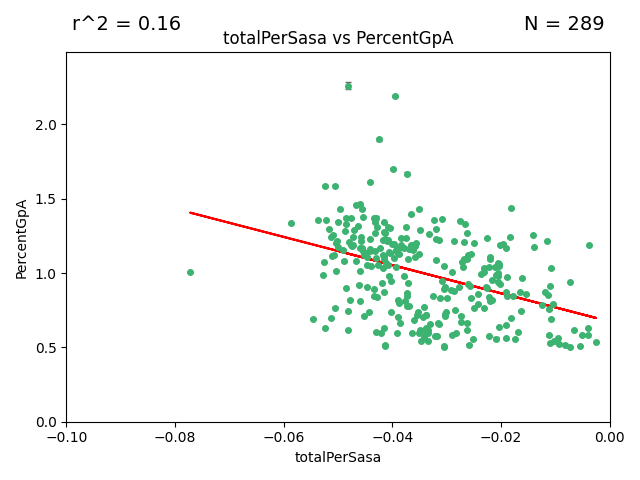 r^2 = 0.16 N = 289
totalPerSasa vs PercentGpA
PercentGpA
2.0
1.5
1.0
0.5
0.0
−0.10 −0.08 −0.06 −0.04 −0.02 0.00
totalPerSasa